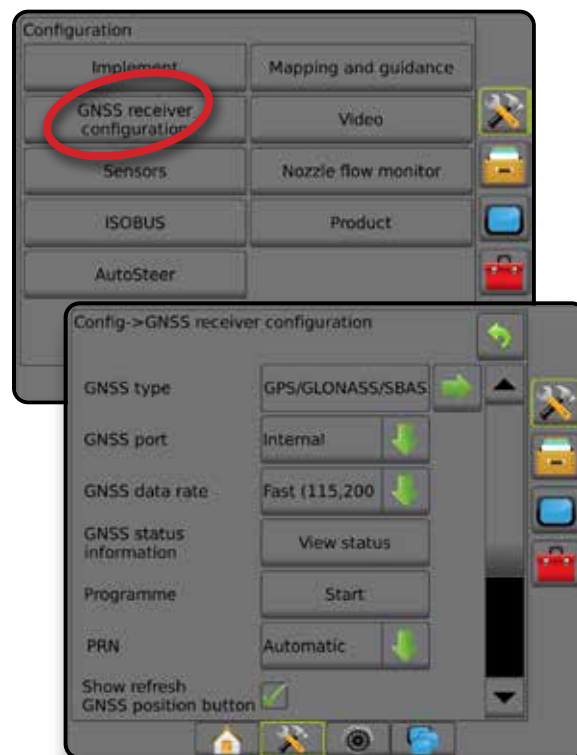 Configuration
Implement
Mapping and guidance
GNSS receiver
configuration
Video
Sensors
Nozzle flow monitor
ISOBUS
Product
AutoSteer
Config->GNSS receiver configuration
GNSS type
GPS/GLONASS/SBAS
GNSS port
Internal
GNSS data rate
Fast (115,200
GNSS status
information
View status
Programme
Start
PRN
Automatic
Show refresh
GNSS position button